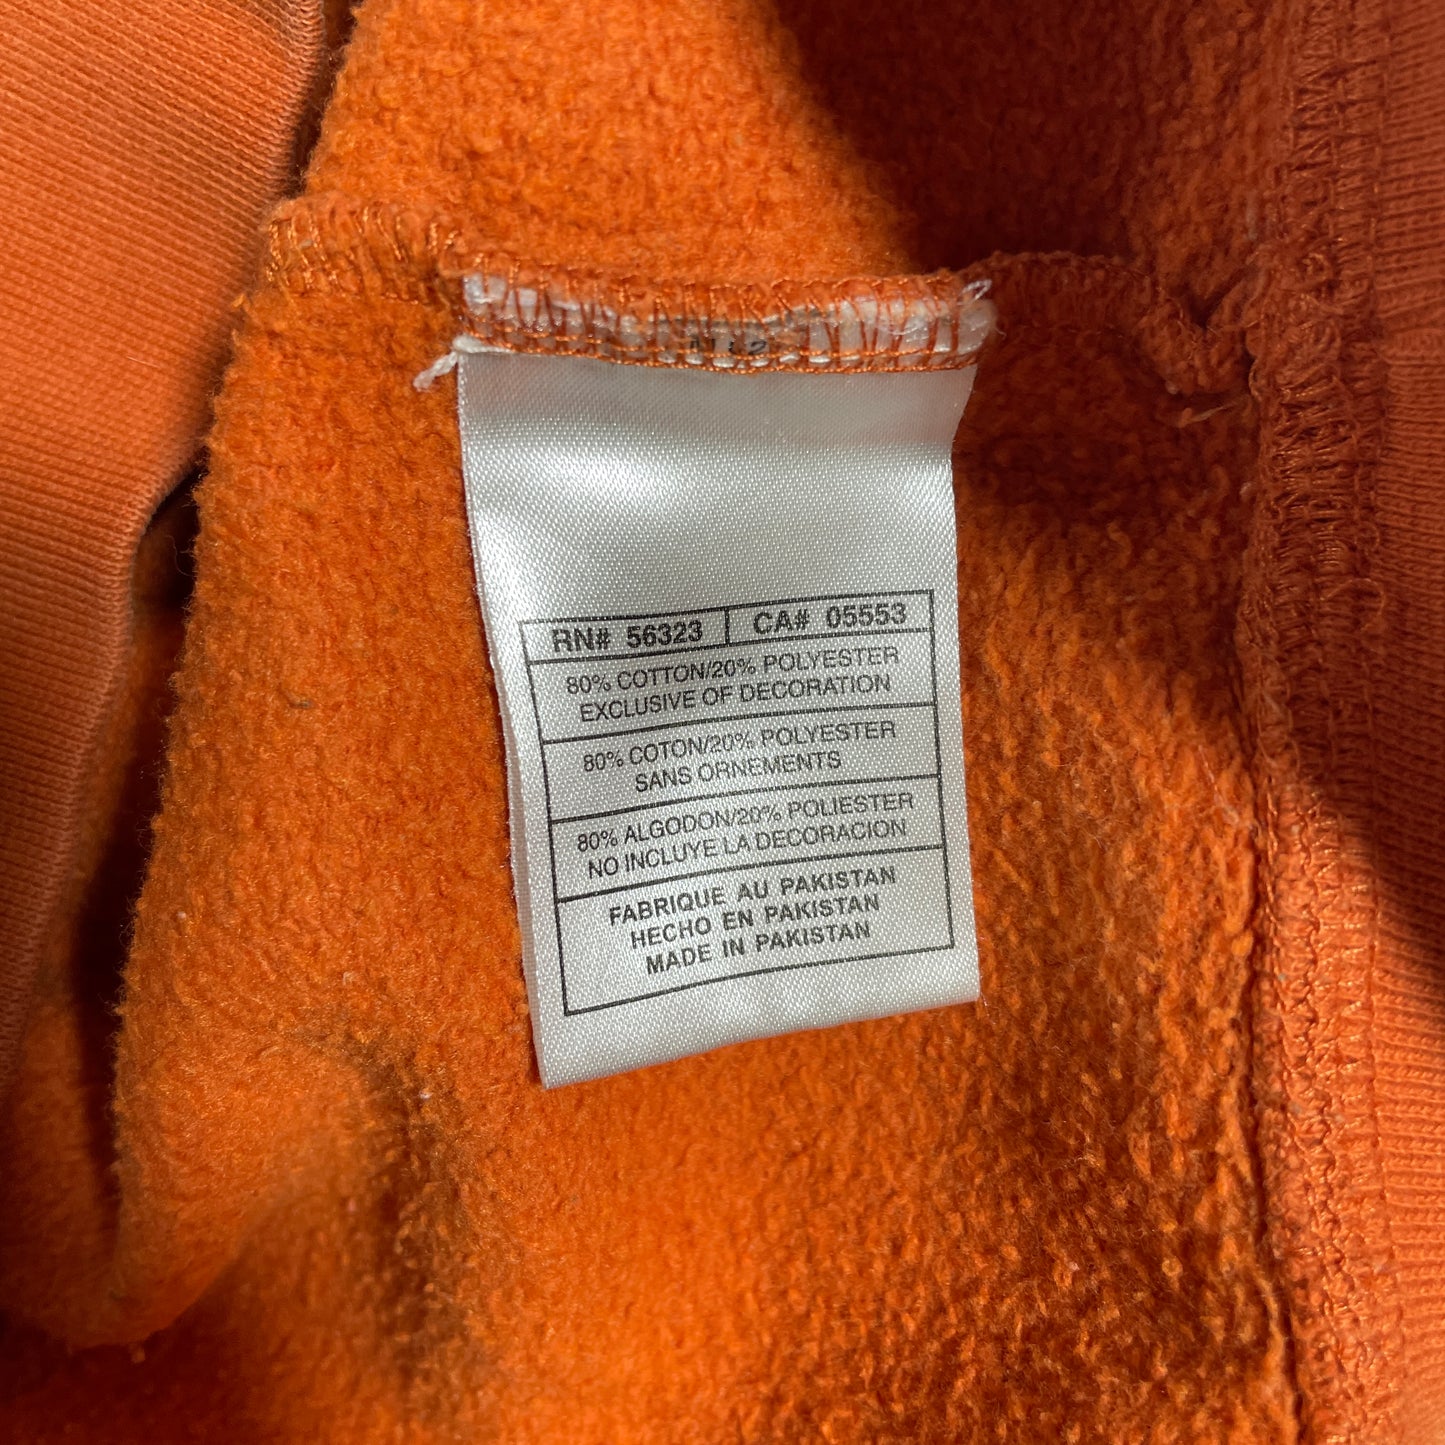 RN# 56323 CA# 05553
80% COTTON/20% POLYESTER
EXCLUSIVE OF DECORATION
80% COTON/20% POLYESTER
SANS ORNEMENTS
80% ALGODON/20% POLIESTER
NO INCLUYE LA DECORACION
FABRIQUE AU PAKISTAN
HECHO EN PAKISTAN
MADE IN PAKISTAN